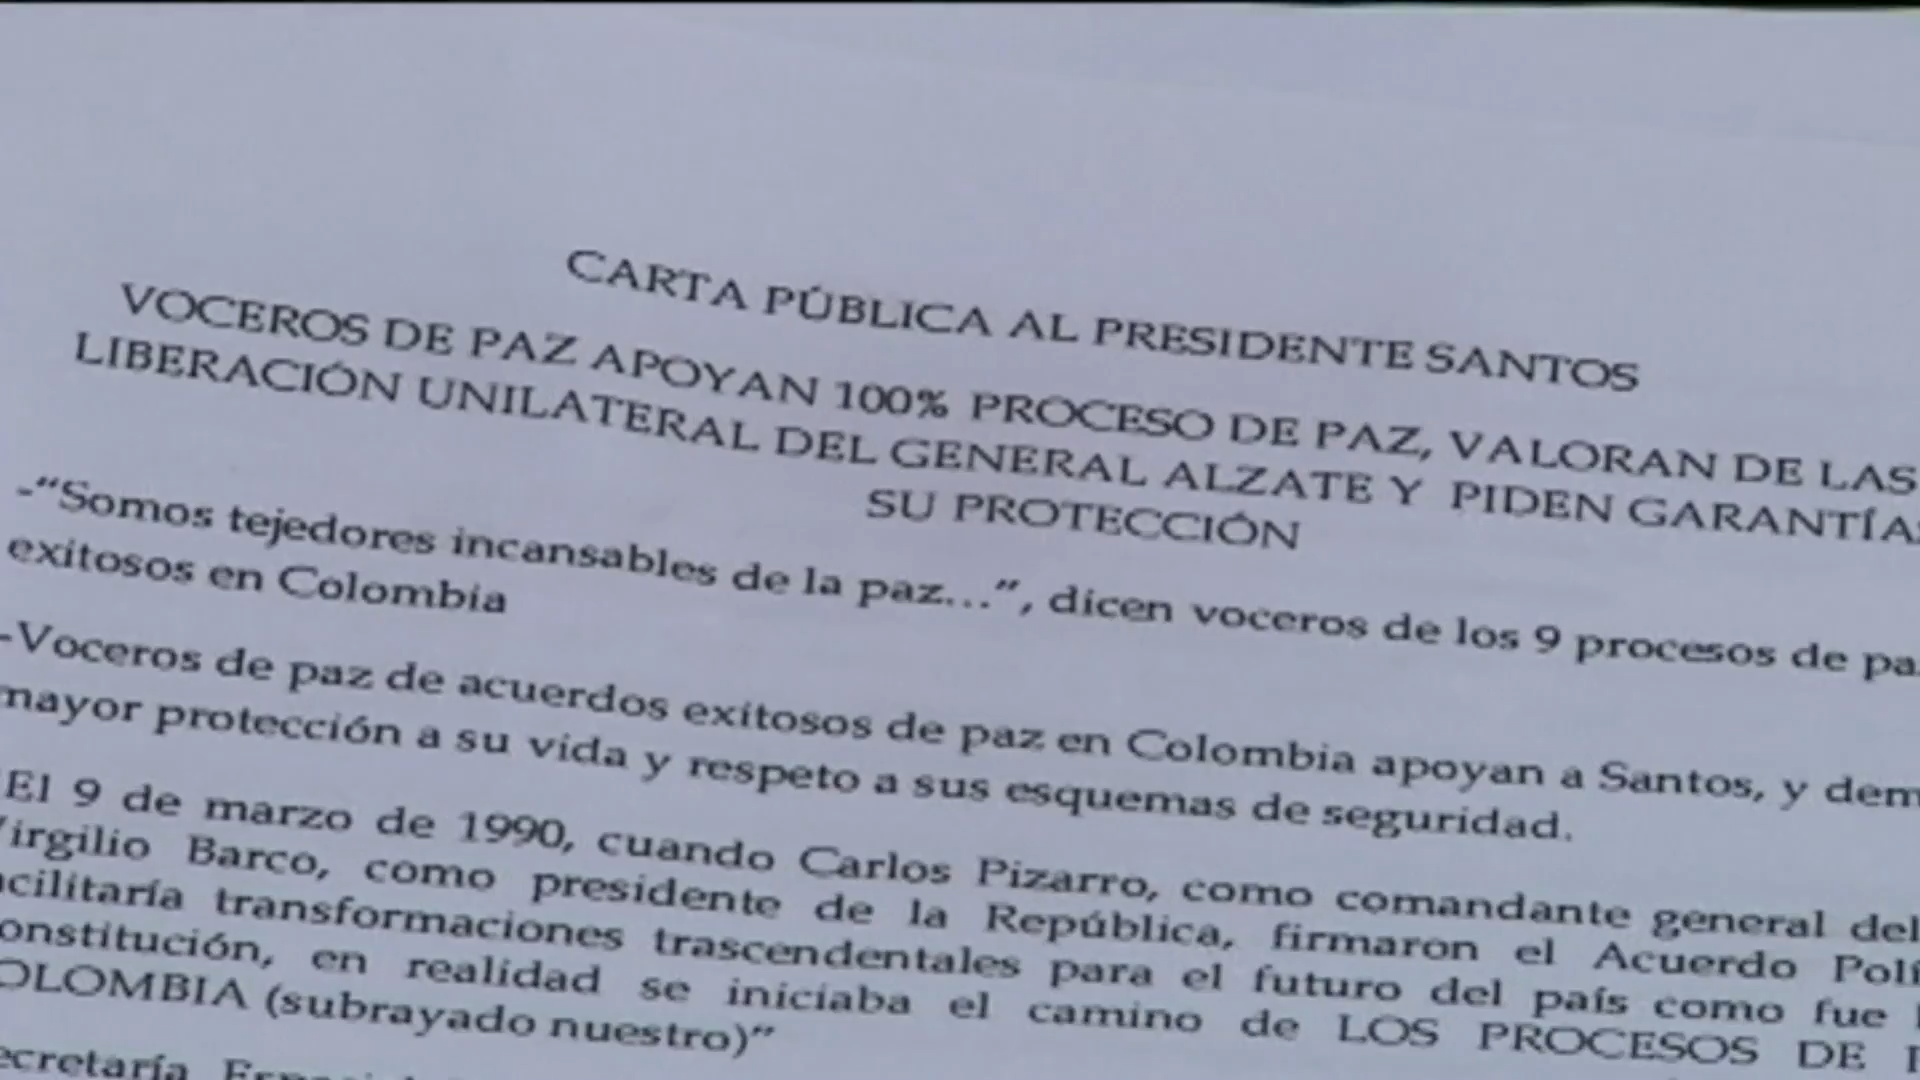 CARTA PÚBLICA AL PRESIDENTE SANTOS
VOCEROS DE PAZ APOYAN 100% PROCESO DE PAZ, VALORAN DE LAS
LIBERACIÓN UNILATERAL DEL GENERAL ALZATE Y PIDEN GARANTÍAS
SU PROTECCIÓN
-“Somos tejedores incansables de la paz…”, dicen voceros de los 9 procesos de pa
exitosos en Colombia
-Voceros de paz de acuerdos exitosos de paz en Colombia apoyan a Santos, y dem
mayor protección a su vida y respeto a sus esquemas de seguridad.
“El 9 de marzo de 1990, cuando Carlos Pizarro, como comandante general del
Virgilio Barco, como presidente de la República, firmaron el Acuerdo Polí
acilitaría transformaciones trascendentales para el futuro del país como fue
onstitución, en realidad se iniciaba el camino de LOS PROCESOS DE
OLOMBIA (subrayado nuestro)”
ecretaría